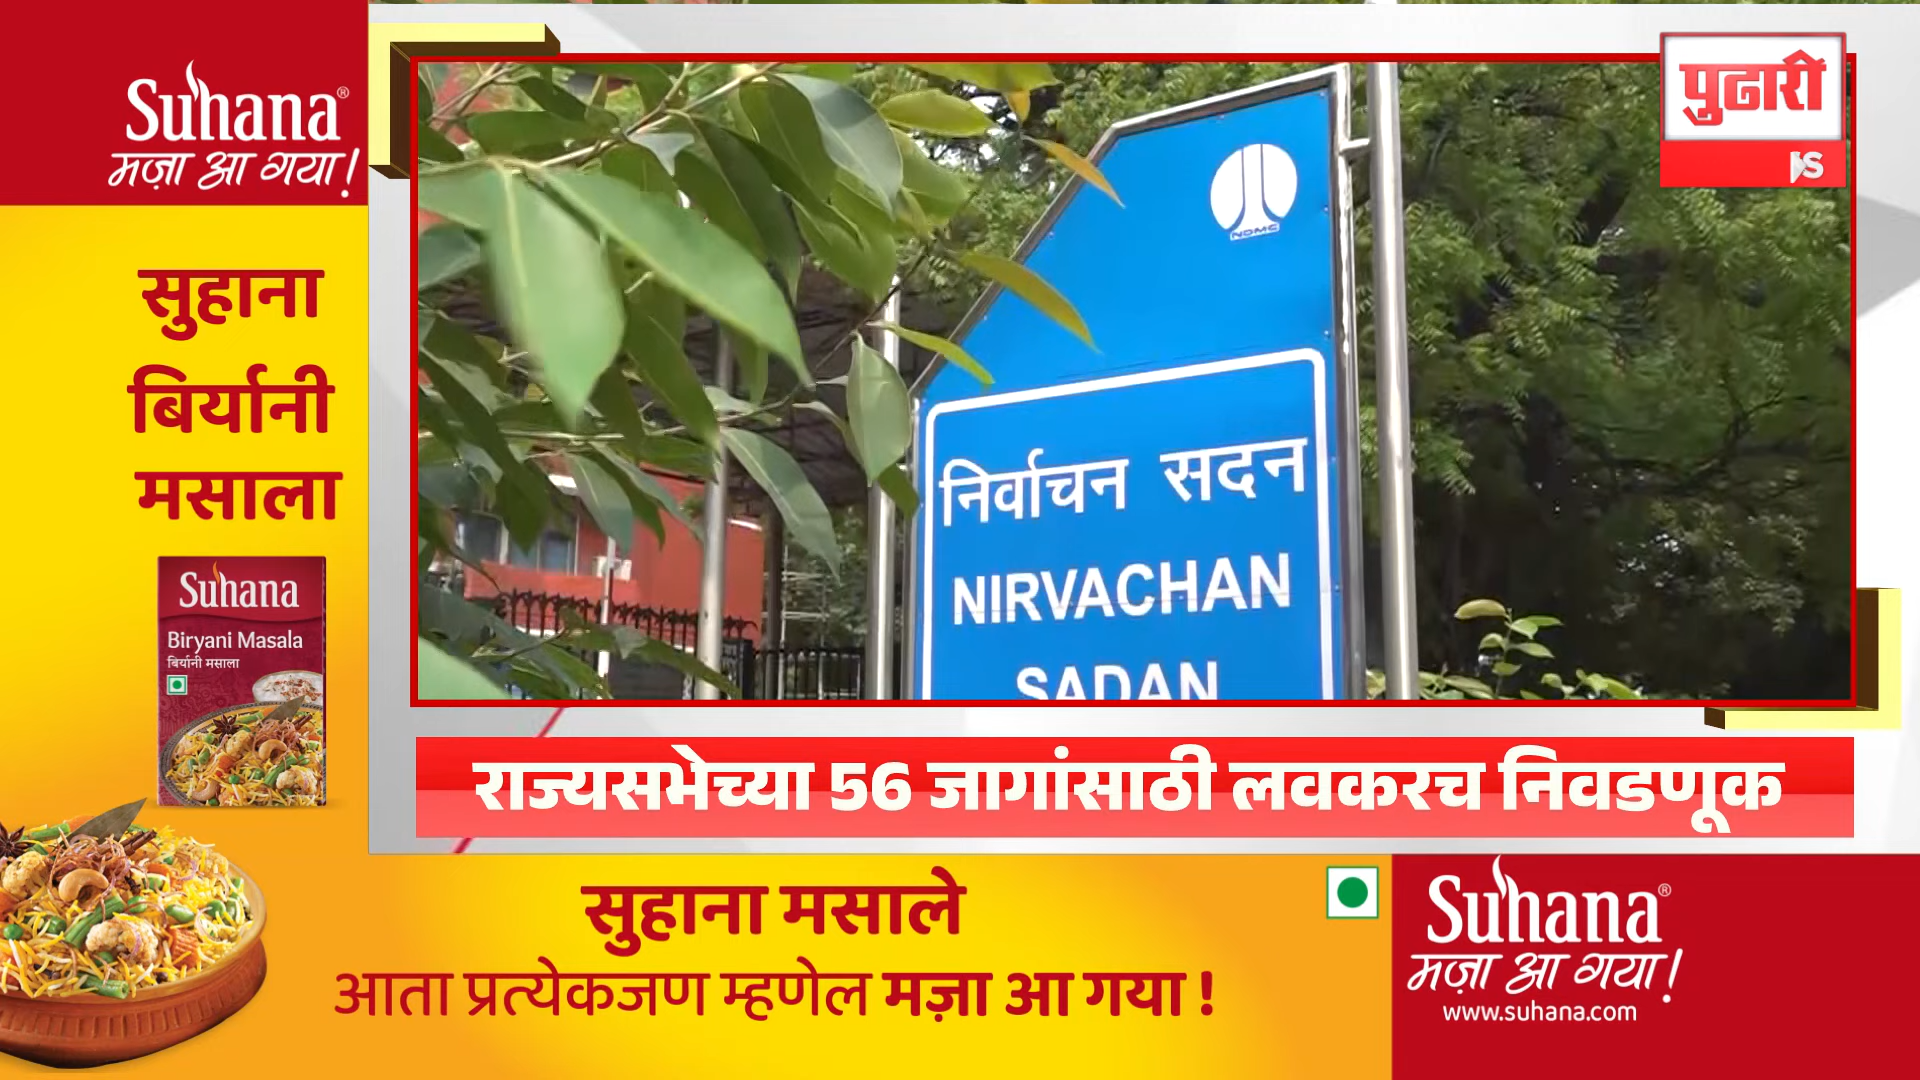 Suhana®
मज़ा आ गया!
सुहाना
बिर्यानी
मसाला
Suhana
Biryani Masala
बिर्यानी मसाला
पुढारी
NDMC
निर्वाचन सदन
NIRVACHAN
SADAN
राज्यसभेच्या 56 जागांसाठी लवकरच निवडणूक
सुहाना मसाले
आता प्रत्येकजण म्हणेल मज़ा आ गया !
Suhana®
मज़ा आ गया!
www.suhana.com